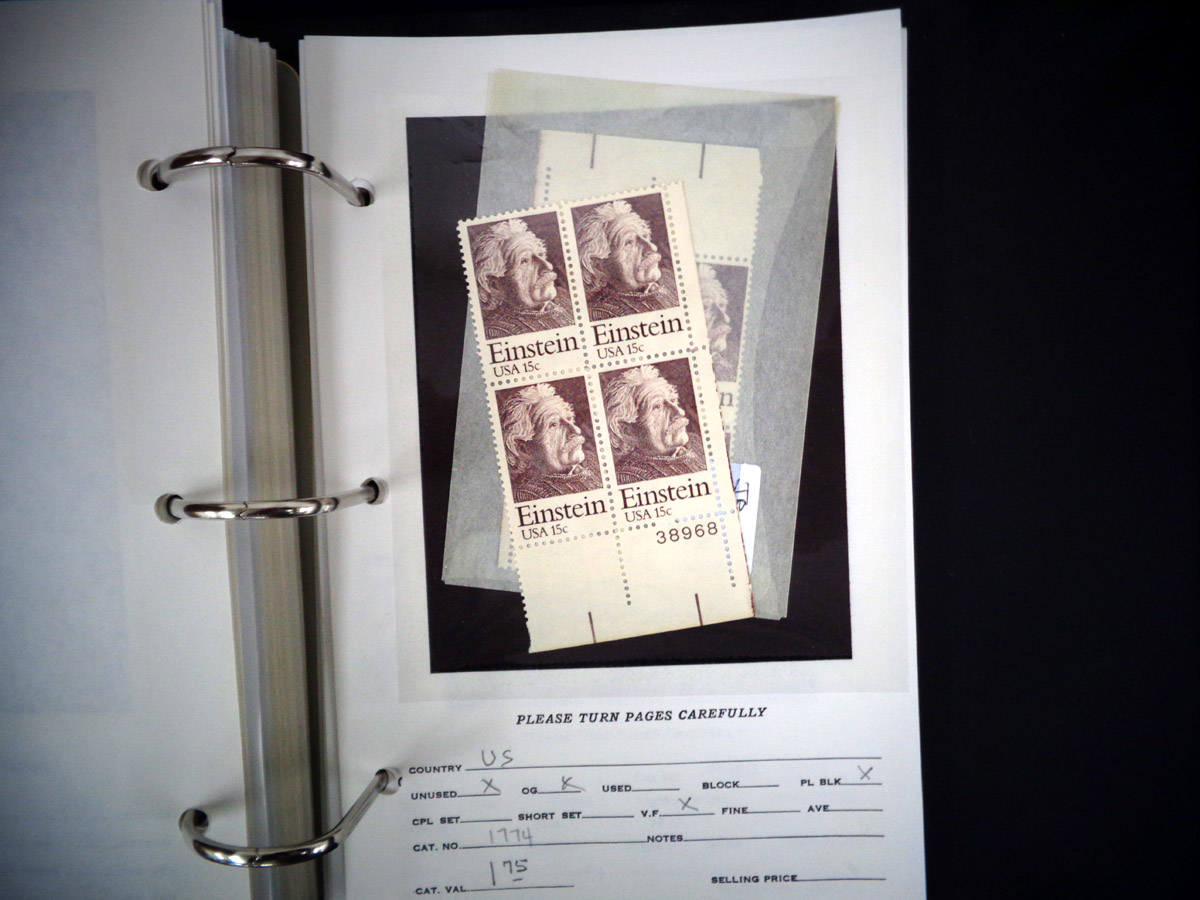 Einstein
USA 15c
Einstein
USA 15c
Einstein
USA 15c
Einstein
USA 15c
38968
PLEASE TURN PAGES CAREFULLY
COUNTRY US
UNUSED X OG X USED BLOCK PL BLK X
CPL SET SHORT SET V.F. X FINE AVE
CAT. NO. 1774 NOTES
CAT. VAL. 1 75 SELLING PRICE